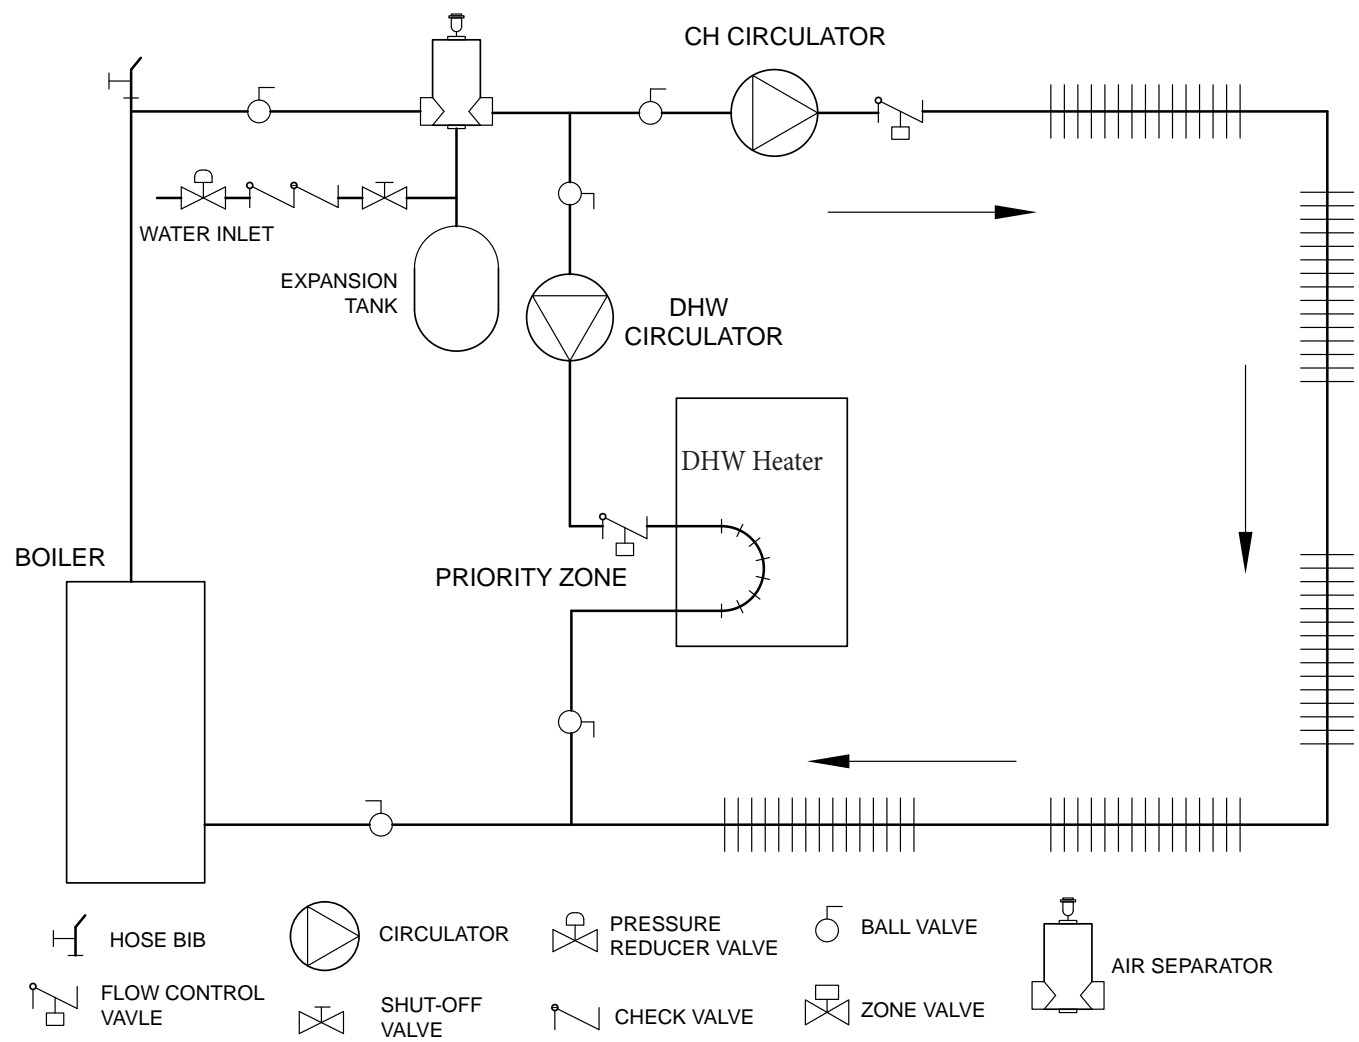 CH CIRCULATOR
WATER INLET
EXPANSION
TANK
DHW
CIRCULATOR
DHW Heater
BOILER
PRIORITY ZONE
HOSE BIB
CIRCULATOR
PRESSURE
REDUCER VALVE
BALL VALVE
AIR SEPARATOR
FLOW CONTROL
VAVLE
SHUT-OFF
VALVE
CHECK VALVE
ZONE VALVE